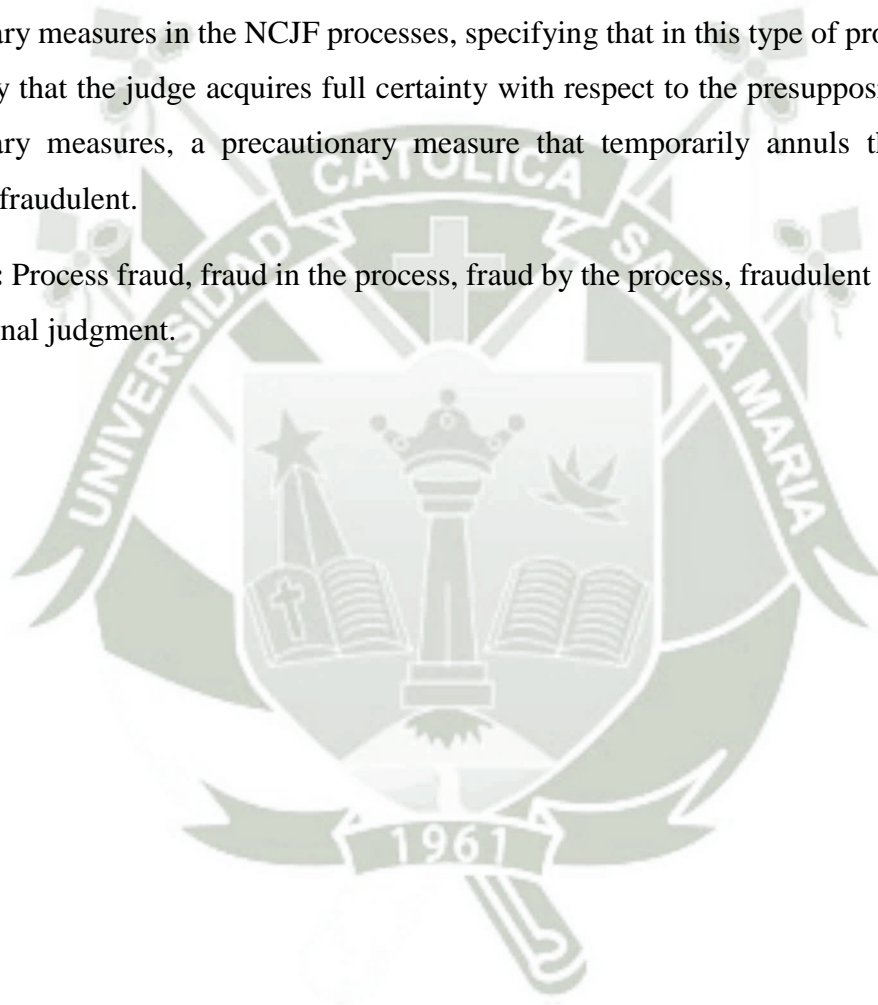 ary measures in the NCJF processes, specifying that in this type of pro
y that the judge acquires full certainty with respect to the presupposi
ary measures, a precautionary measure that temporarily annuls th
fraudulent.
: Process fraud, fraud in the process, fraud by the process, fraudulent
nal judgment.
UNIVERSIDAD CATOLICA SANTA MARIA
1961